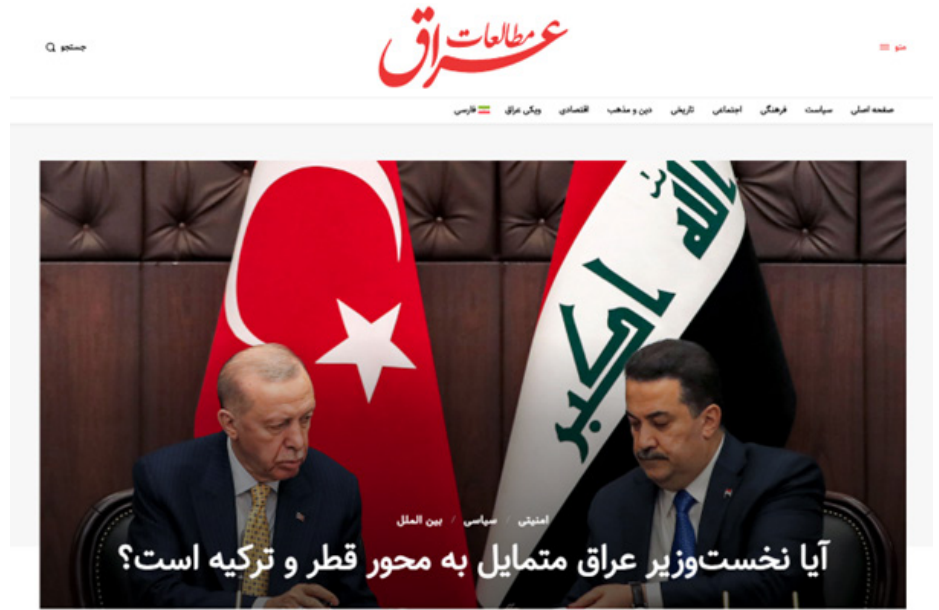 منو
مطالعات
عراق
جستجو
صفحه اصلی سیاست فرهنگی اجتماعی تاریخی دین و مذهب اقتصادی ویکی عراق فارسی
الله اكبر
امنیتی / سیاسی / بین الملل
آیا نخست‌وزیر عراق متمایل به محور قطر و ترکیه است؟